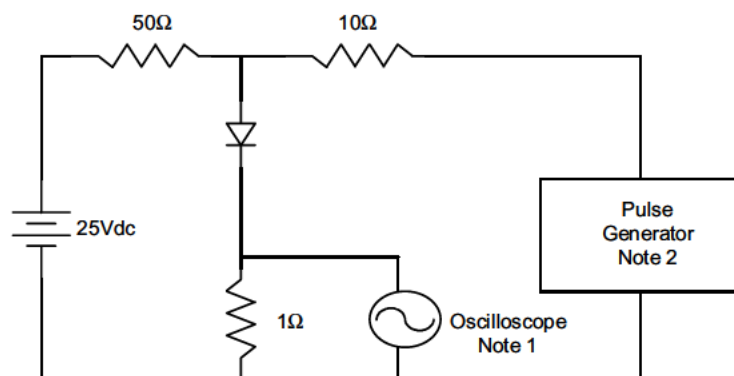 50Ω
10Ω
25Vdc
Pulse
Generator
Note 2
1Ω
Oscilloscope
Note 1